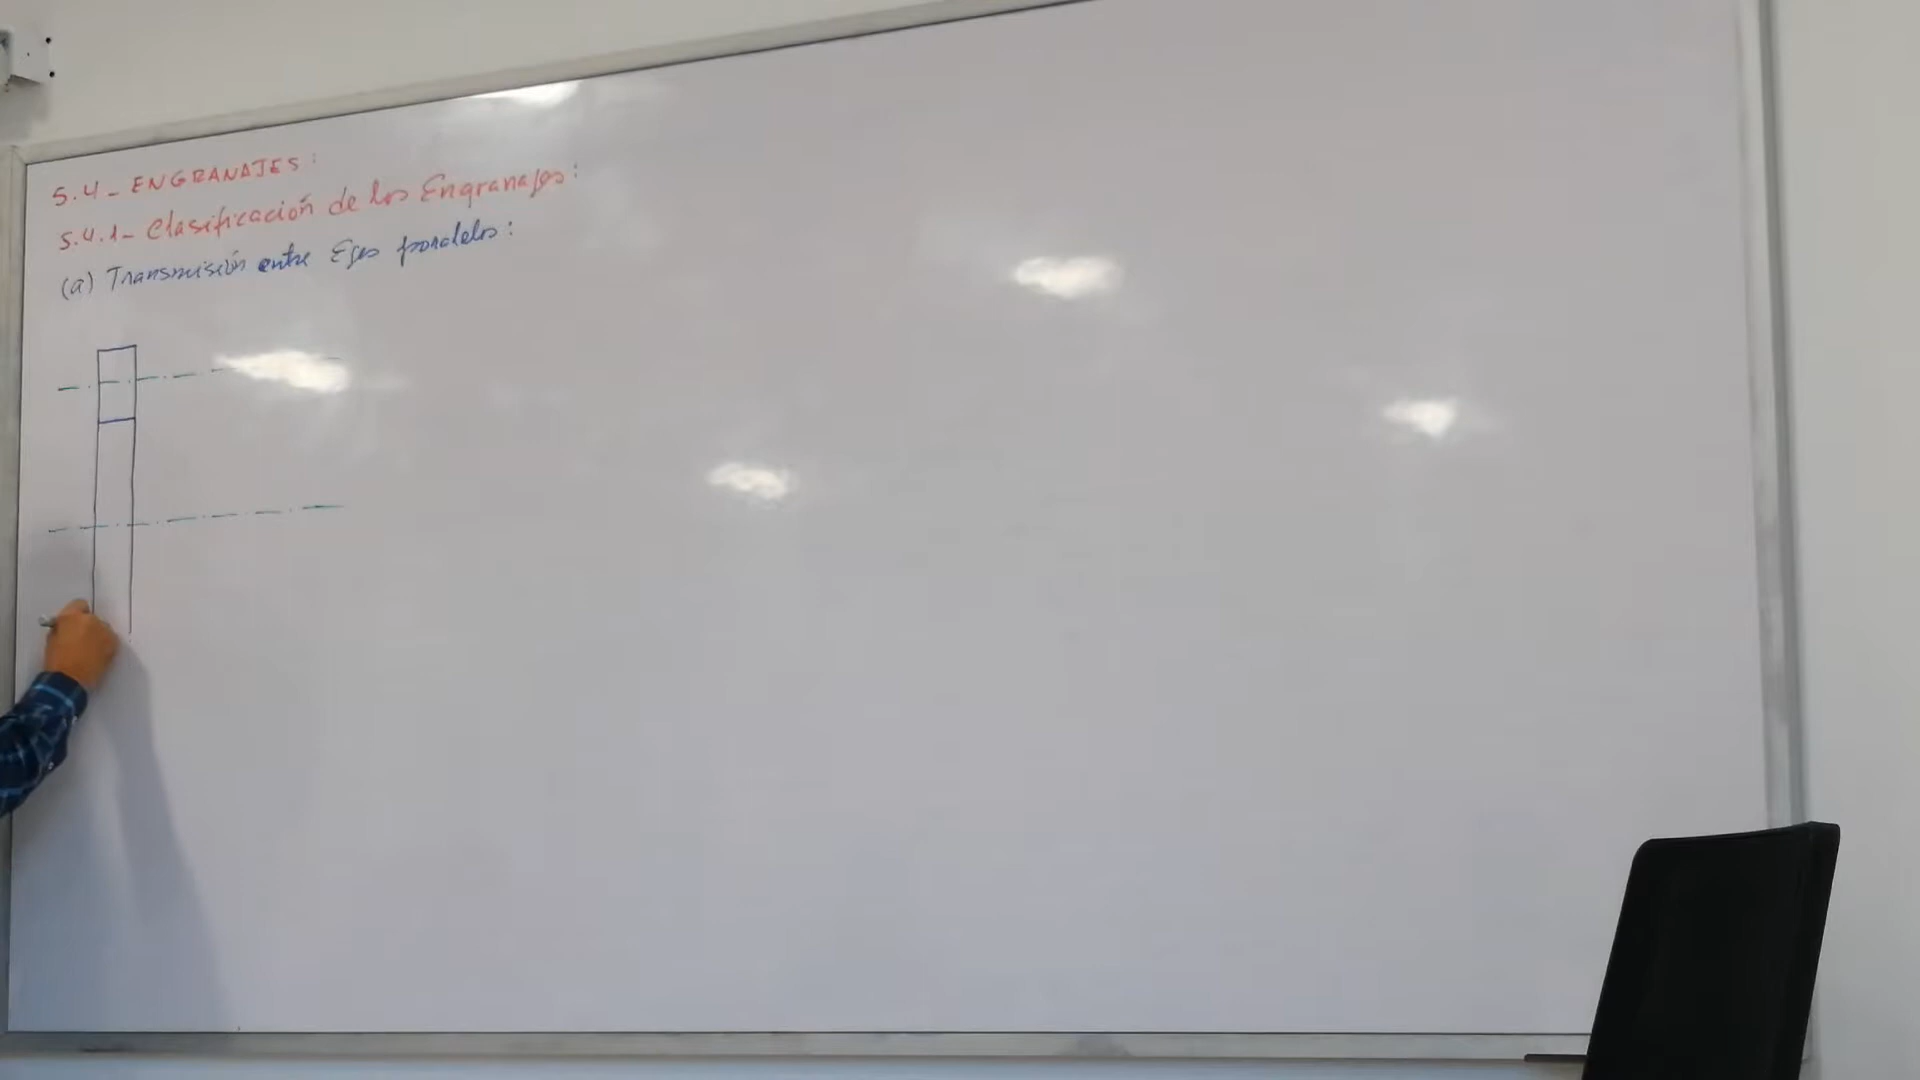 5.4- ENGRANAJES:
5.4.1- Clasificación de los Engranajes:
(a) Transmisión entre Ejes paralelos: